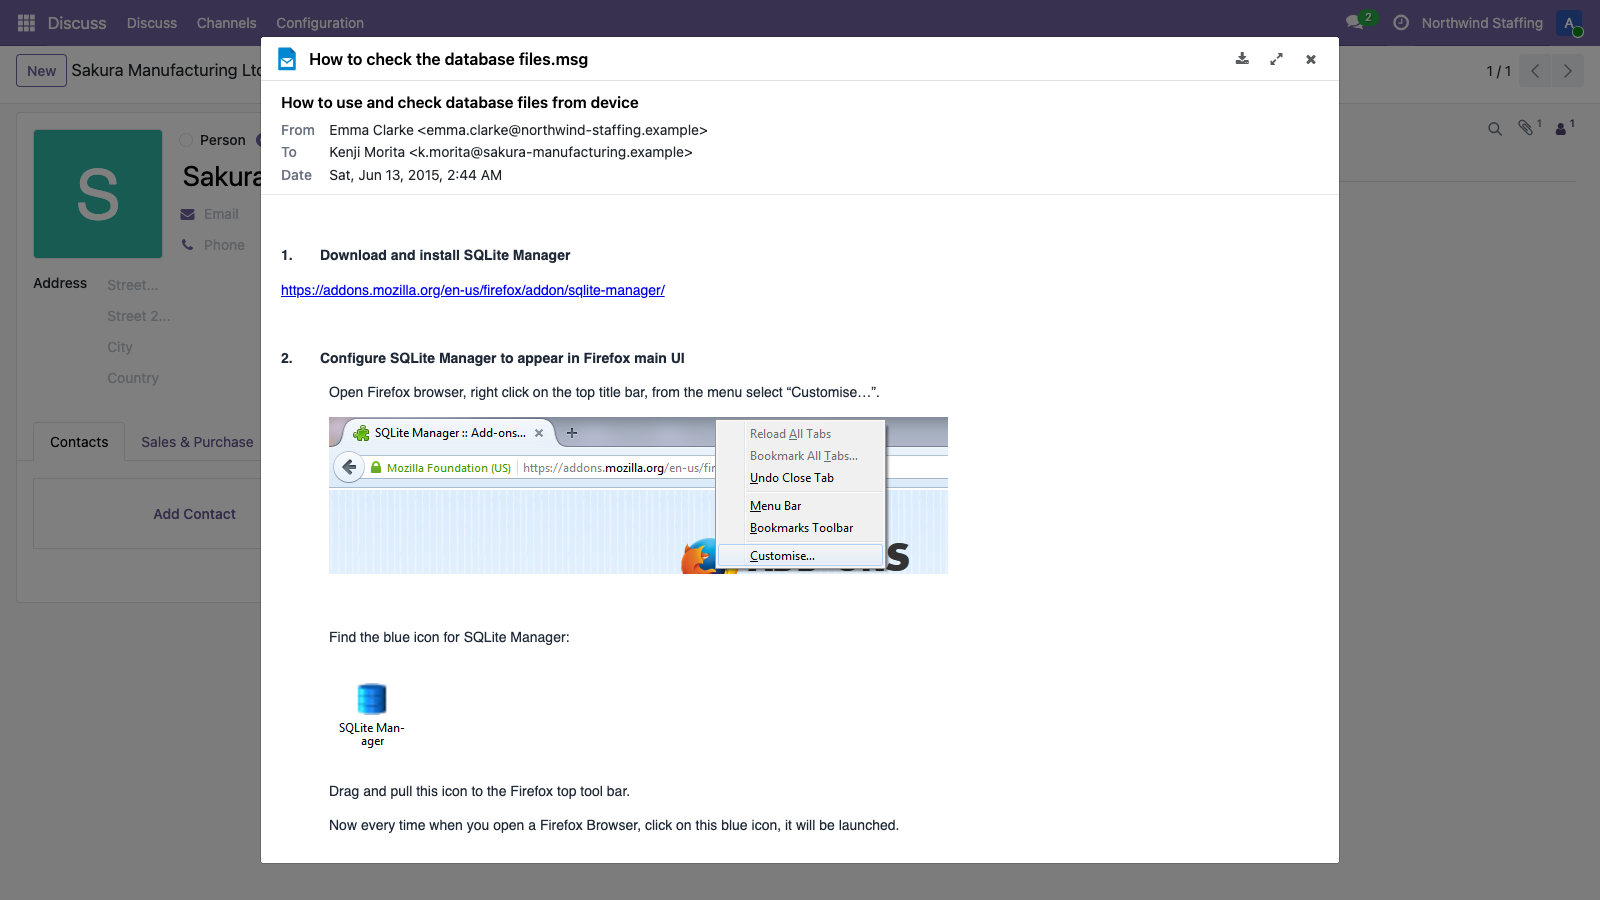 Discuss Discuss Channels Configuration 2 Northwind Staffing A
New Sakura Manufacturing Ltd 1 / 1
How to check the database files.msg
How to use and check database files from device
From Emma Clarke <emma.clarke@northwind-staffing.example>
To Kenji Morita <k.morita@sakura-manufacturing.example>
Date Sat, Jun 13, 2015, 2:44 AM
1 1
S
Person
Sakura
Email
Phone
Address Street...
Street 2...
City
Country
Contacts Sales & Purchase
Add Contact
1. Download and install SQLite Manager
https://addons.mozilla.org/en-us/firefox/addon/sqlite-manager/
2. Configure SQLite Manager to appear in Firefox main UI
Open Firefox browser, right click on the top title bar, from the menu select “Customise…”.
SQLite Manager :: Add-ons...
Mozilla Foundation (US) https://addons.mozilla.org/en-us/fir
Reload All Tabs
Bookmark All Tabs...
Undo Close Tab
Menu Bar
Bookmarks Toolbar
Customise...
Find the blue icon for SQLite Manager:
SQLite Man-
ager
Drag and pull this icon to the Firefox top tool bar.
Now every time when you open a Firefox Browser, click on this blue icon, it will be launched.